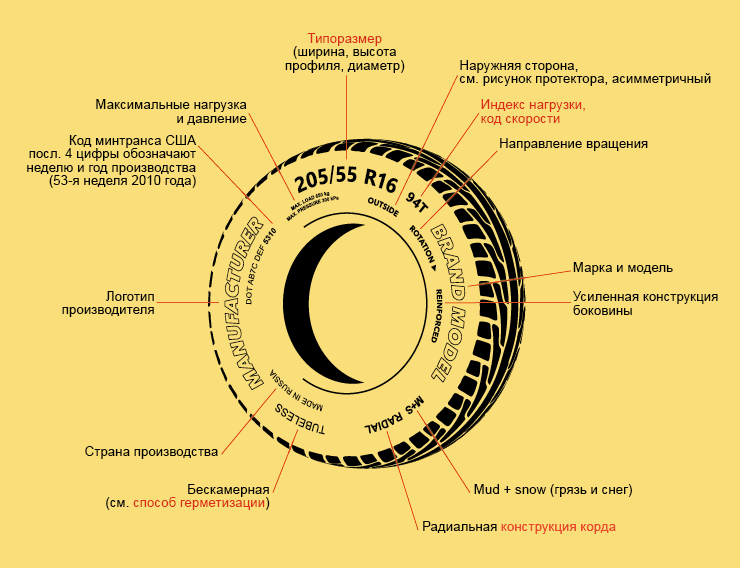 Типоразмер
(ширина, высота
профиля, диаметр)
Наружняя сторона,
см. рисунок протектора, асимметричный
Максимальные нагрузка
и давление
Индекс нагрузки,
код скорости
Код минтранса США
посл. 4 цифры обозначают
неделю и год производства
(53-я неделя 2010 года)
Направление вращения
205/55 R16
94T
MAX. LOAD 650 kg
MAX. PRESSURE 300 kPa
OUTSIDE
ROTATION
BRAND MODEL
MANUFACTURER
DOT AB7C DEF 5310
REINFORCED
Марка и модель
Логотип
производителя
Усиленная конструкция
боковины
MADE IN RUSSIA
TUBELESS
M+S RADIAL
Страна производства
Бескамерная
(см. способ герметизации)
Mud + snow (грязь и снег)
Радиальная конструкция корда